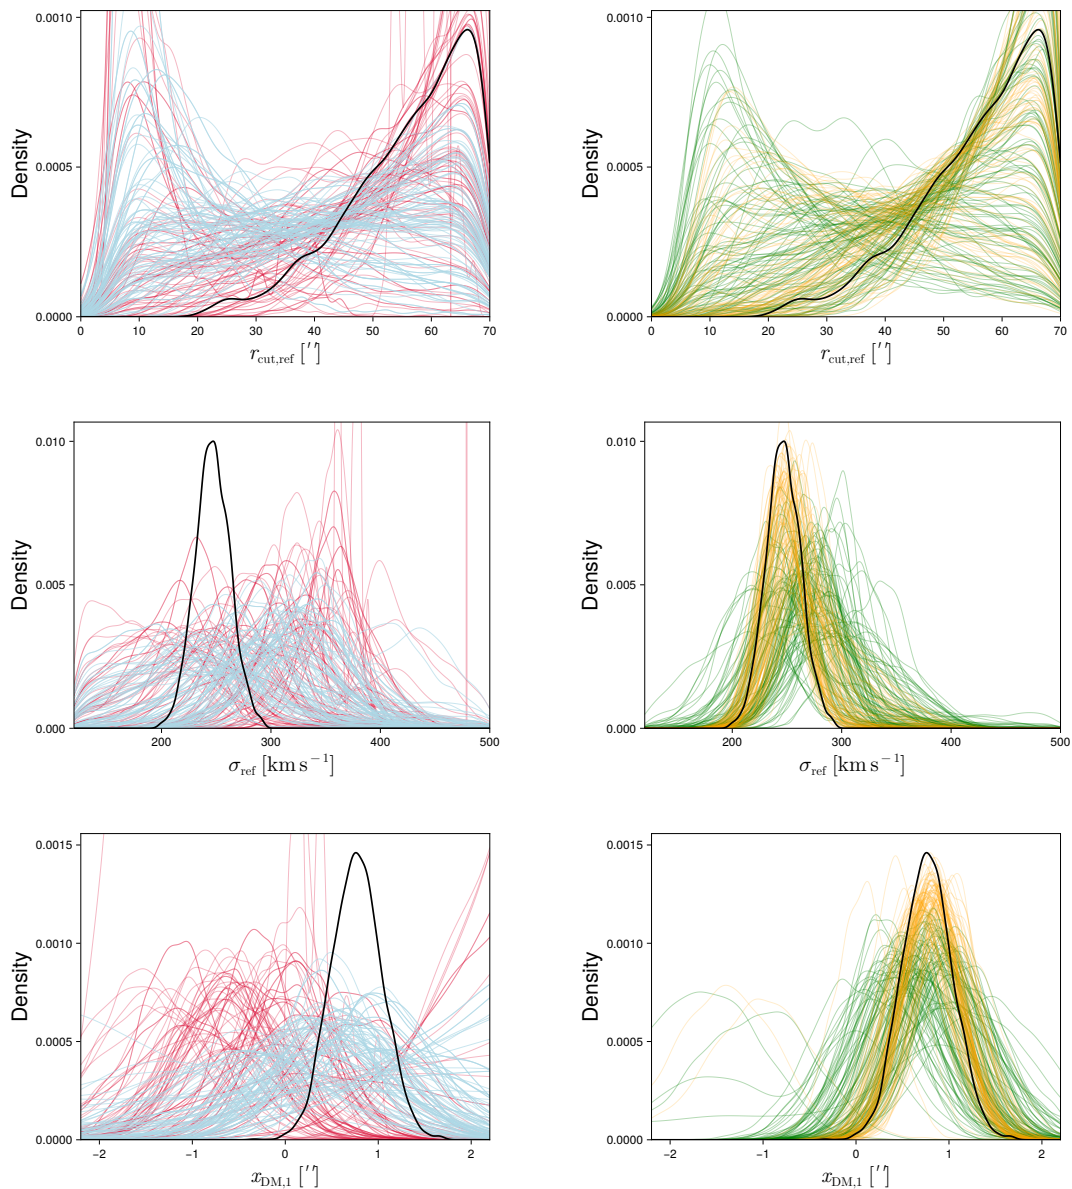 0.0010
0.0005
0.0000
Density
0 10 20 30 40 50 60 70
r_cut,ref [″]
0.0010
0.0005
0.0000
Density
0 10 20 30 40 50 60 70
r_cut,ref [″]
0.010
0.005
0.000
Density
200 300 400 500
σ_ref [km s⁻¹]
0.010
0.005
0.000
Density
200 300 400 500
σ_ref [km s⁻¹]
0.0015
0.0010
0.0005
0.0000
Density
−2 −1 0 1 2
x_DM,1 [″]
0.0015
0.0010
0.0005
0.0000
Density
−2 −1 0 1 2
x_DM,1 [″]